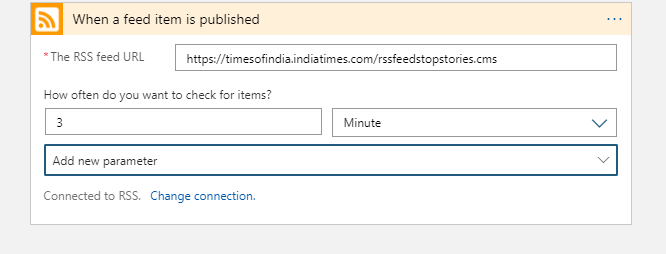 When a feed item is published
* The RSS feed URL
https://timesofindia.indiatimes.com/rssfeedstopstories.cms
How often do you want to check for items?
3
Minute
Add new parameter
Connected to RSS. Change connection.